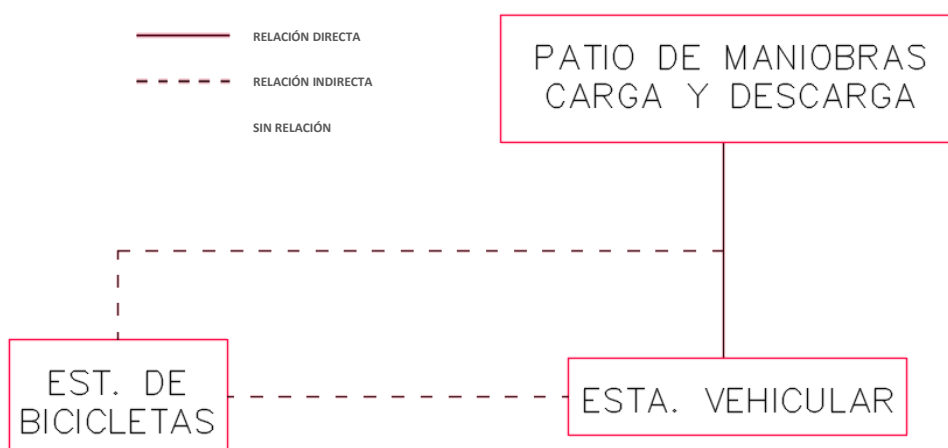 RELACIÓN DIRECTA
RELACIÓN INDIRECTA
SIN RELACIÓN
PATIO DE MANIOBRAS
CARGA Y DESCARGA
EST. DE
BICICLETAS
ESTA. VEHICULAR